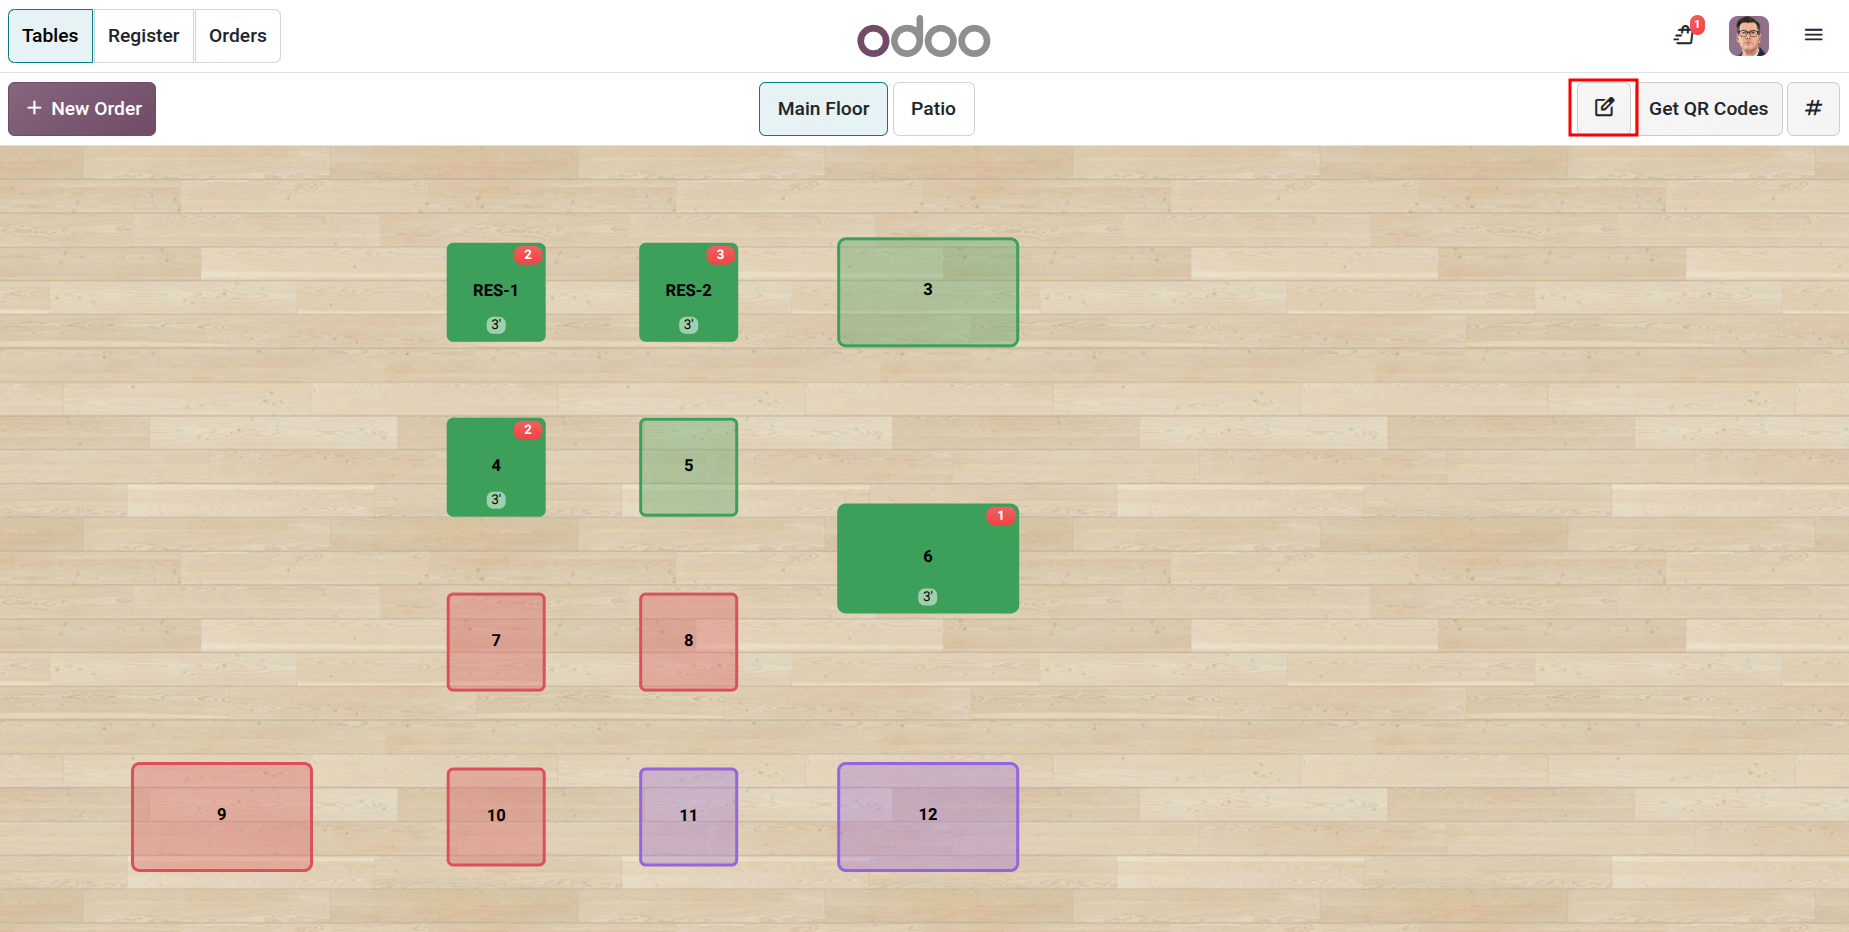 Tables Register Orders odoo 1
+ New Order Main Floor Patio Get QR Codes #
2 3
RES-1 RES-2 3
3' 3'
2
4 5
3'
1
6
3'
7 8
9 10 11 12